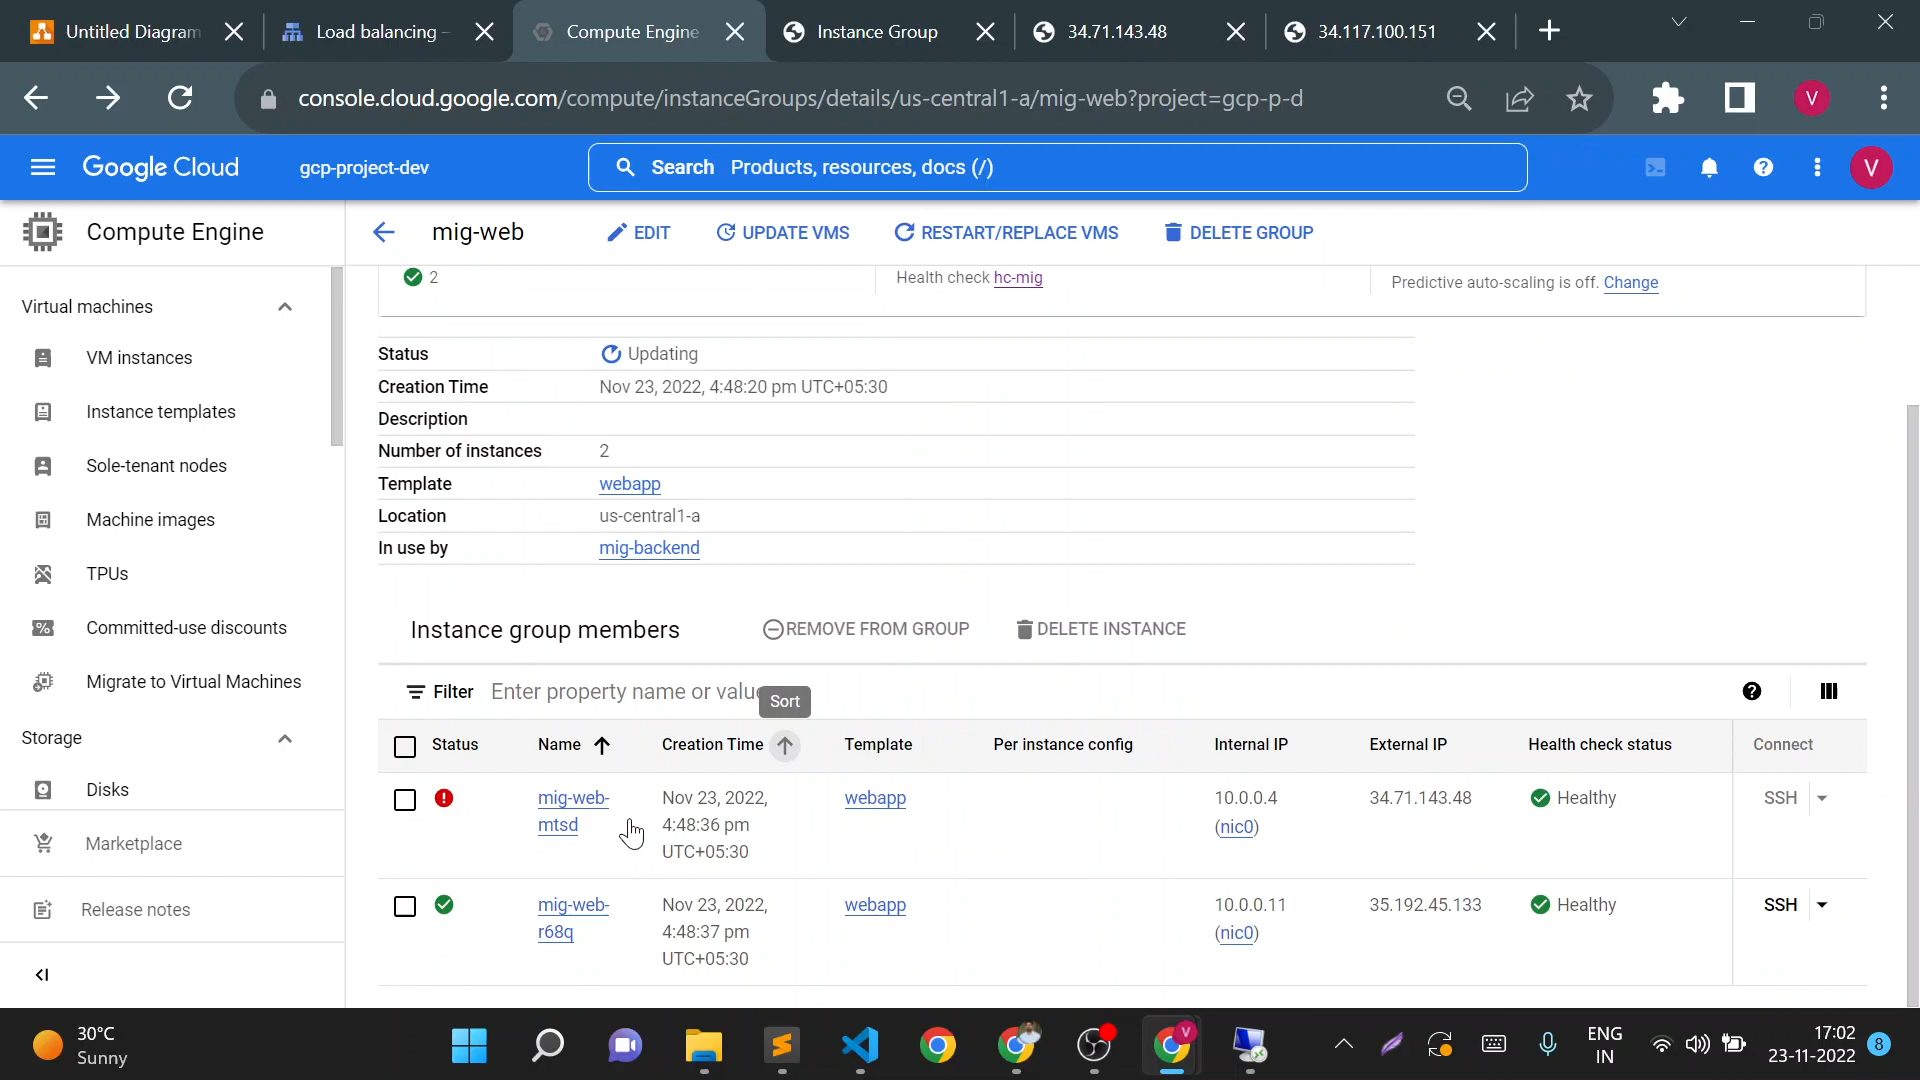 Untitled Diagram
Load balancing -
Compute Engine
Instance Group
34.71.143.48
34.117.100.151
console.cloud.google.com/compute/instanceGroups/details/us-central1-a/mig-web?project=gcp-p-d
V
Google Cloud
gcp-project-dev
Search Products, resources, docs (/)
V
Compute Engine
mig-web
EDIT
UPDATE VMS
RESTART/REPLACE VMS
DELETE GROUP
Virtual machines
VM instances
Instance templates
Sole-tenant nodes
Machine images
TPUs
Committed-use discounts
Migrate to Virtual Machines
Storage
Disks
Marketplace
Release notes
2
Health check hc-mig
Predictive auto-scaling is off. Change
Status Updating
Creation Time Nov 23, 2022, 4:48:20 pm UTC+05:30
Description
Number of instances 2
Template webapp
Location us-central1-a
In use by mig-backend
Instance group members
REMOVE FROM GROUP
DELETE INSTANCE
Filter Enter property name or value
Sort
Status Name Creation Time Template Per instance config Internal IP External IP Health check status Connect
mig-web- Nov 23, 2022, webapp 10.0.0.4 34.71.143.48 Healthy SSH
mtsd 4:48:36 pm (nic0)
UTC+05:30
mig-web- Nov 23, 2022, webapp 10.0.0.11 35.192.45.133 Healthy SSH
r68q 4:48:37 pm (nic0)
UTC+05:30
30°C
Sunny
V
ENG
IN
17:02
23-11-2022
8